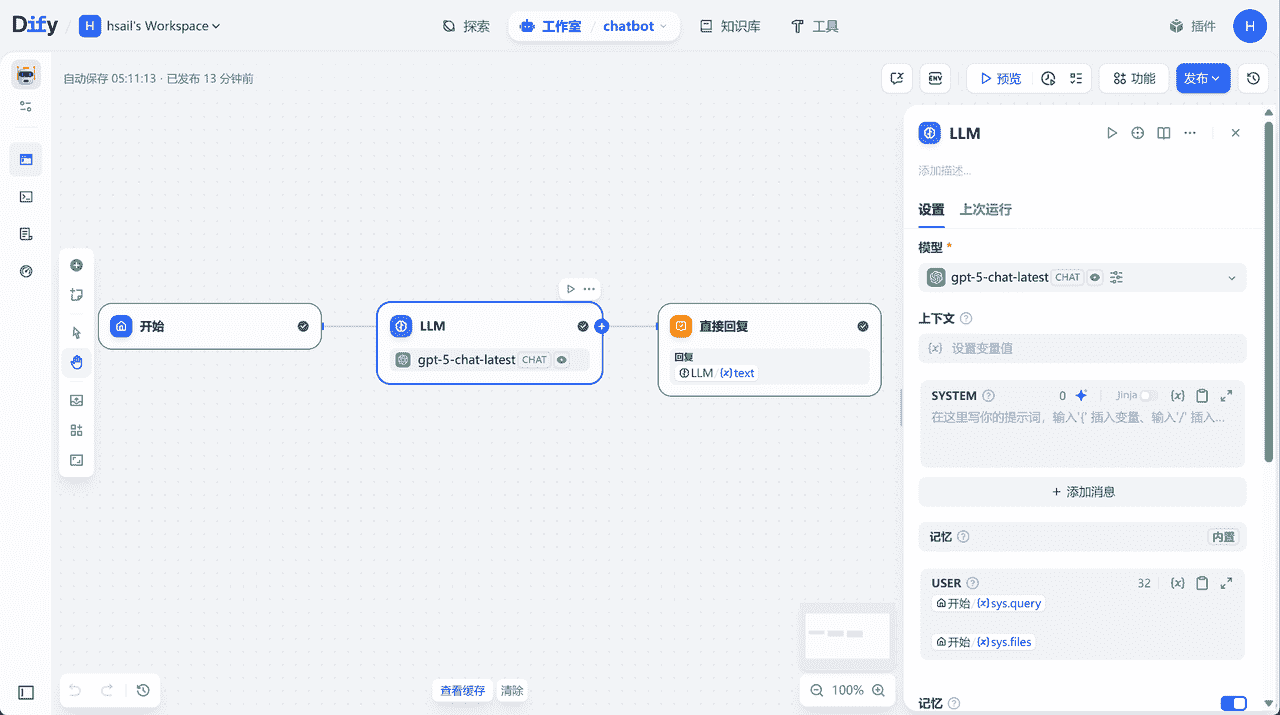 Dify
H hsail's Workspace
探索
工作室 / chatbot
知识库
工具
插件
H
自动保存 05:11:13 · 已发布 13 分钟前
ENV
预览
功能
发布
开始
LLM
gpt-5-chat-latest CHAT
直接回复
回复
LLM / {x} text
查看缓存
清除
100%
LLM
添加描述...
设置
上次运行
模型 *
gpt-5-chat-latest CHAT
上下文
{x} 设置变量值
SYSTEM
0
Jinja
{x}
在这里写你的提示词，输入'{' 插入变量、输入'/' 插入...
+ 添加消息
记忆
内置
USER
32
{x}
开始 / {x} sys.query
开始 / {x} sys.files
记忆